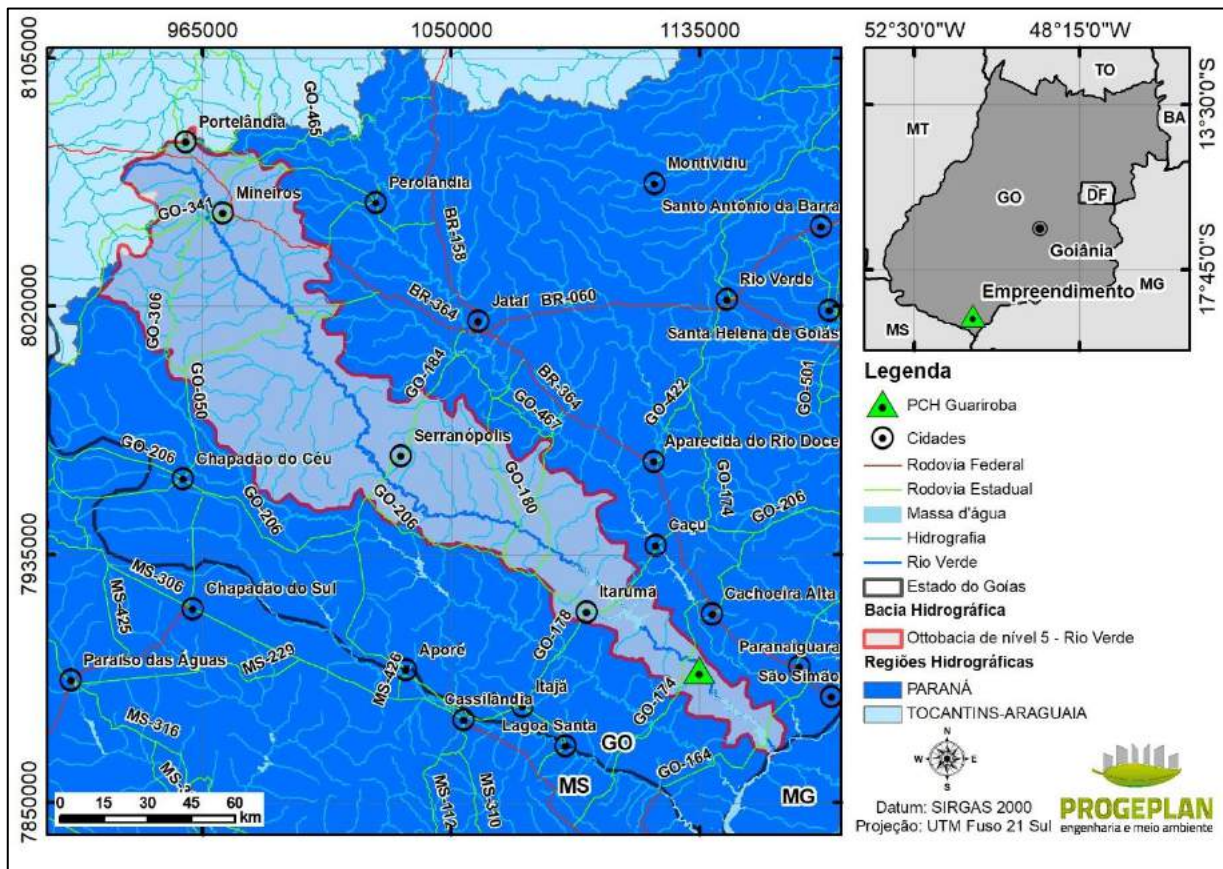 965000
1050000
1135000
8105000
8020000
7935000
7850000
Portelândia
GO-465
Mineiros
GO-341
Perolândia
Montividiu
Santo Antônio da Barra
BR-158
Rio Verde
BR-364
Jataí
BR-060
Santa Helena de Goiás
GO-306
GO-184
GO-050
GO-467
BR-364
GO-422
GO-501
Serranópolis
Aparecida do Rio Doce
GO-206
Chapadão do Céu
GO-180
GO-174
GO-206
GO-206
GO-206
Caçu
MS-306
MS-425
Chapadão do Sul
Itarumã
Cachoeira Alta
GO-178
Paranaiguara
Paraíso das Águas
MS-229
Aporé
MS-426
São Simão
Cassilândia
Itajá
GO-174
MS-316
Lagoa Santa
GO
GO-164
MS
MG
MS-112
MS-310
0 15 30 45 60
km
52°30'0"W
48°15'0"W
13°30'0"S
17°45'0"S
TO
MT
BA
GO
DF
Goiânia
MG
Empreendimento
MS
Legenda
PCH Guariroba
Cidades
Rodovia Federal
Rodovia Estadual
Massa d'água
Hidrografia
Rio Verde
Estado do Goías
Bacia Hidrográfica
Ottobacia de nível 5 - Rio Verde
Regiões Hidrográficas
PARANÁ
TOCANTINS-ARAGUAIA
N
W
E
S
Datum: SIRGAS 2000
Projeção: UTM Fuso 21 Sul
PROGEPLAN
engenharia e meio ambiente